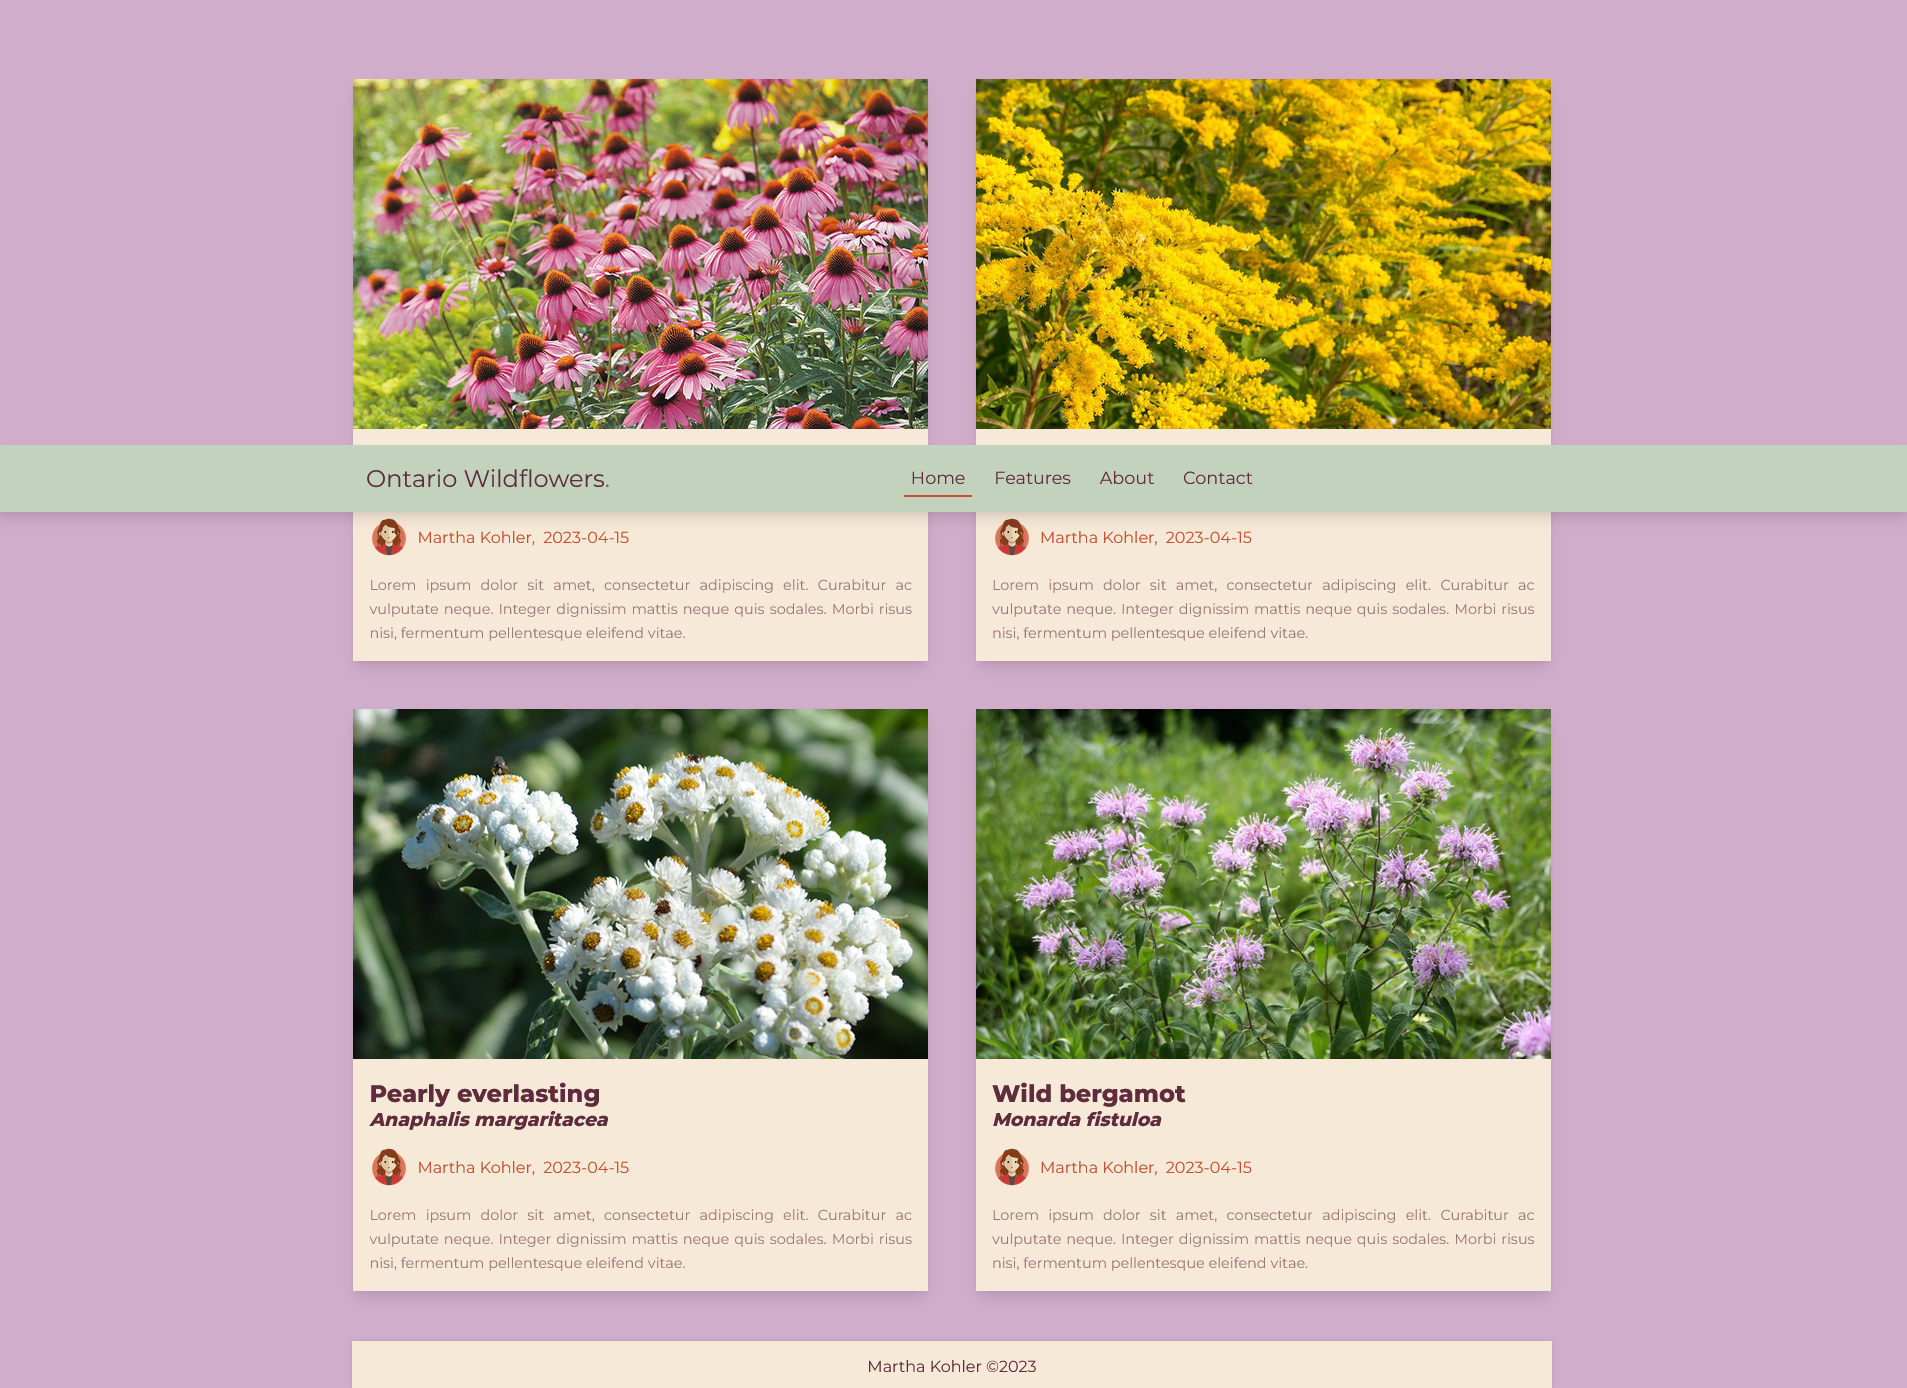 Ontario Wildflowers.
Home Features About Contact
Martha Kohler, 2023-04-15
Lorem ipsum dolor sit amet, consectetur adipiscing elit. Curabitur ac
vulputate neque. Integer dignissim mattis neque quis sodales. Morbi risus
nisi, fermentum pellentesque eleifend vitae.
Martha Kohler, 2023-04-15
Lorem ipsum dolor sit amet, consectetur adipiscing elit. Curabitur ac
vulputate neque. Integer dignissim mattis neque quis sodales. Morbi risus
nisi, fermentum pellentesque eleifend vitae.
Pearly everlasting
Anaphalis margaritacea
Martha Kohler, 2023-04-15
Lorem ipsum dolor sit amet, consectetur adipiscing elit. Curabitur ac
vulputate neque. Integer dignissim mattis neque quis sodales. Morbi risus
nisi, fermentum pellentesque eleifend vitae.
Wild bergamot
Monarda fistuloa
Martha Kohler, 2023-04-15
Lorem ipsum dolor sit amet, consectetur adipiscing elit. Curabitur ac
vulputate neque. Integer dignissim mattis neque quis sodales. Morbi risus
nisi, fermentum pellentesque eleifend vitae.
Martha Kohler ©2023